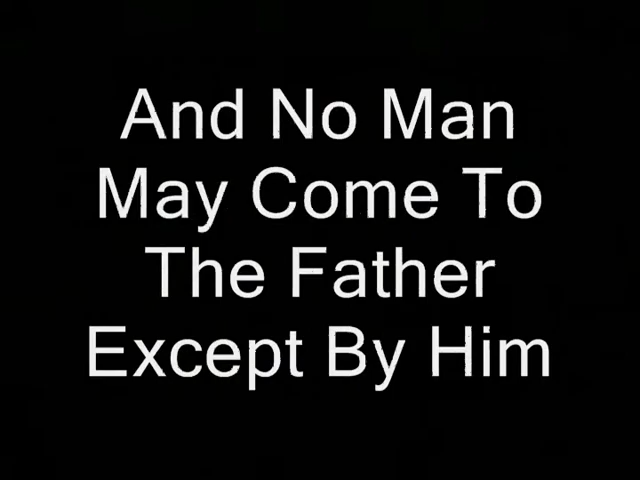 And No Man
May Come To
The Father
Except By Him